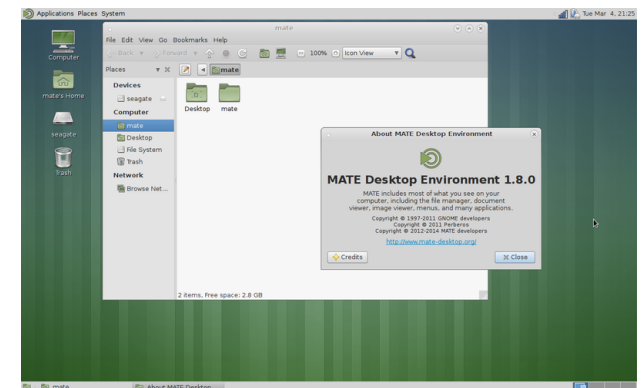 Applications Places System
Tue Mar 4, 21:25
mate
File Edit View Go Bookmarks Help
Back Forward 100% Icon View
Places mate
Computer
mate's Home
seagate
Trash
Devices
seagate
Computer
mate
Desktop
File System
Trash
Network
Browse Net...
Desktop mate
2 items, Free space: 2.8 GB
About MATE Desktop Environment
MATE Desktop Environment 1.8.0
MATE includes most of what you see on your
computer, including the file manager, document
viewer, image viewer, menus, and many applications.
Copyright © 1997-2011 GNOME developers
Copyright © 2011 Perberos
Copyright © 2012-2014 MATE developers
http://www.mate-desktop.org/
Credits Close
mate About MATE Desktop